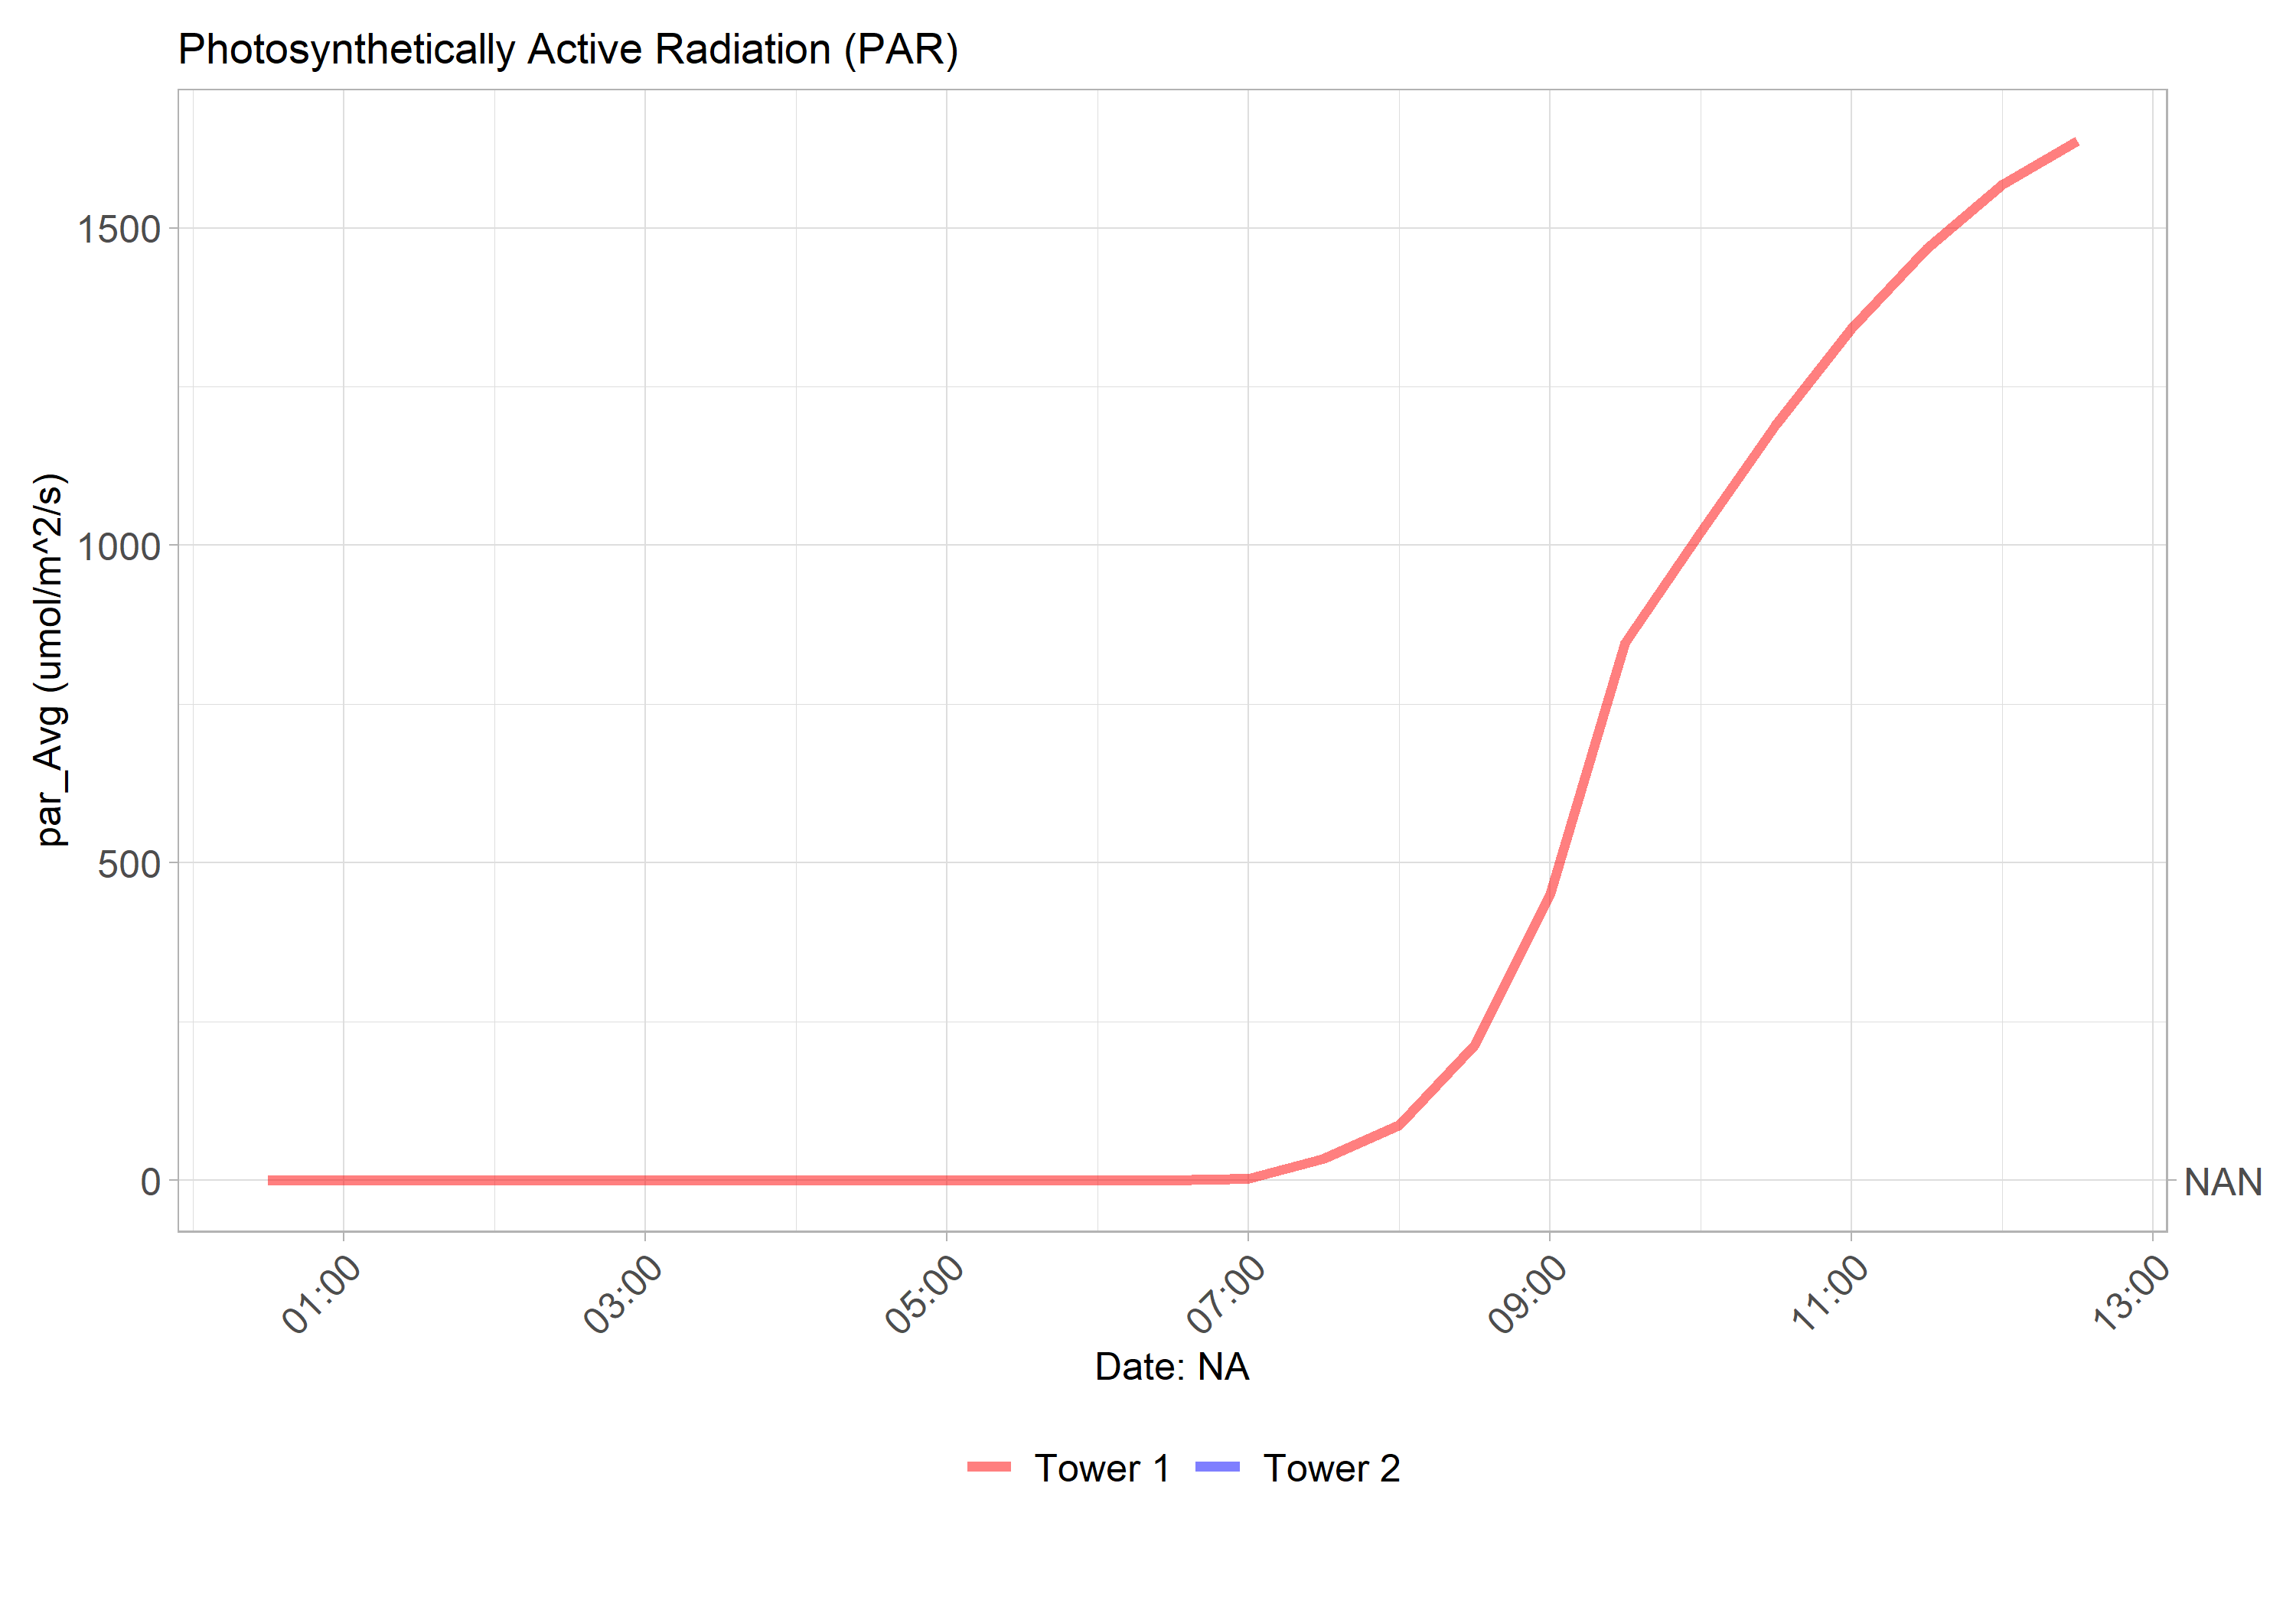 Photosynthetically Active Radiation (PAR)
par_Avg (umol/m^2/s)
1500
1000
500
0
NAN
01:00
03:00
05:00
07:00
09:00
11:00
13:00
Date: NA
Tower 1
Tower 2